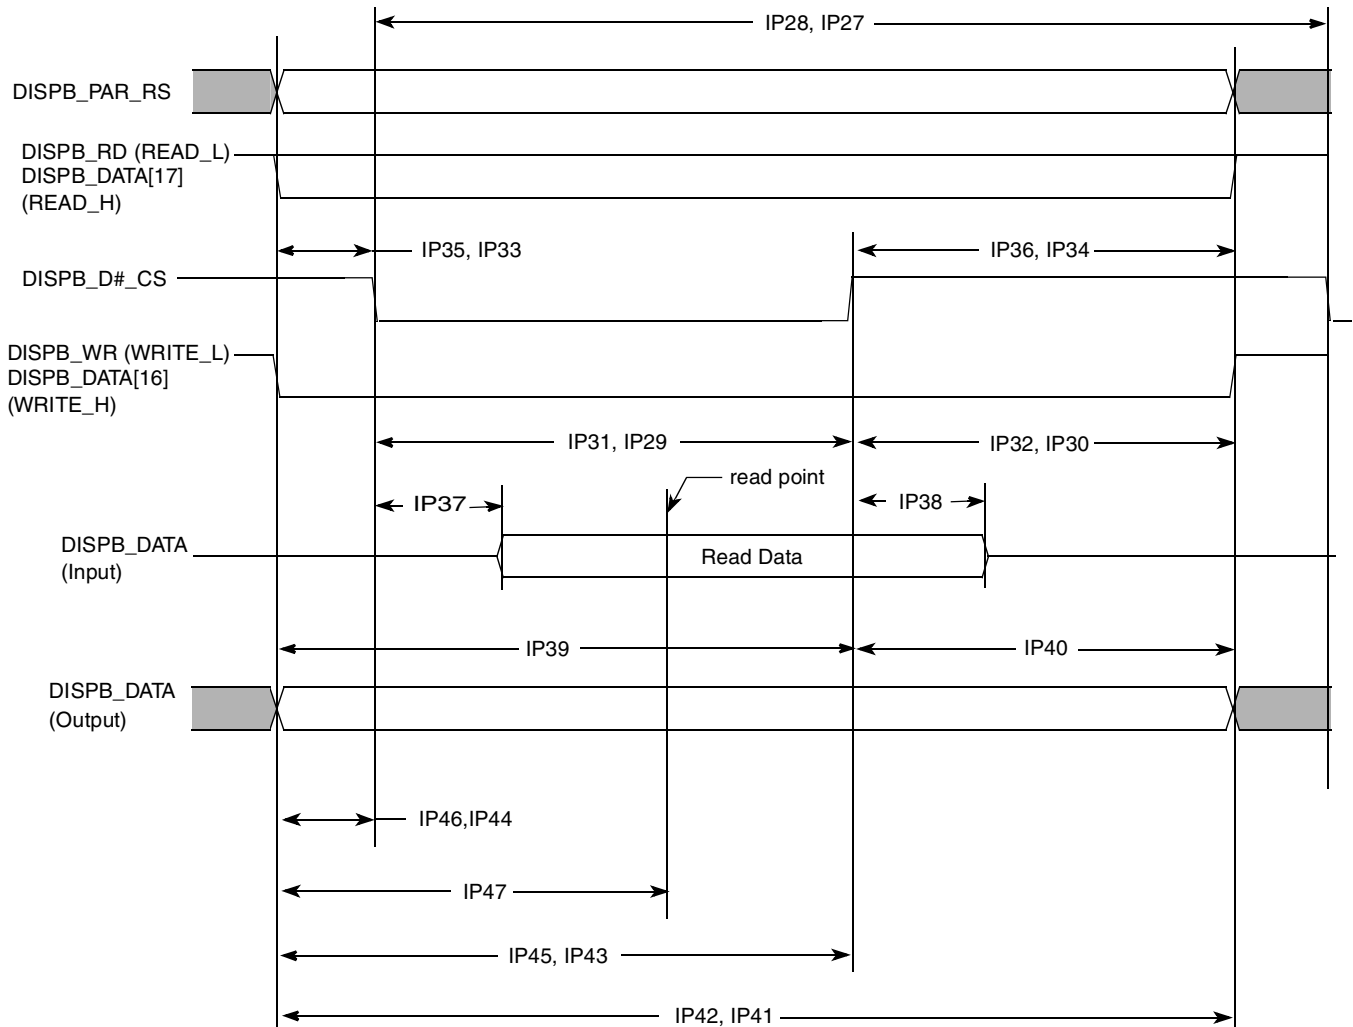 IP28, IP27
DISPB_PAR_RS
DISPB_RD (READ_L)
DISPB_DATA[17]
(READ_H)
IP35, IP33
IP36, IP34
DISPB_D#_CS
DISPB_WR (WRITE_L)
DISPB_DATA[16]
(WRITE_H)
IP31, IP29
IP32, IP30
read point
IP37
IP38
DISPB_DATA
(Input)
Read Data
IP39
IP40
DISPB_DATA
(Output)
IP46,IP44
IP47
IP45, IP43
IP42, IP41